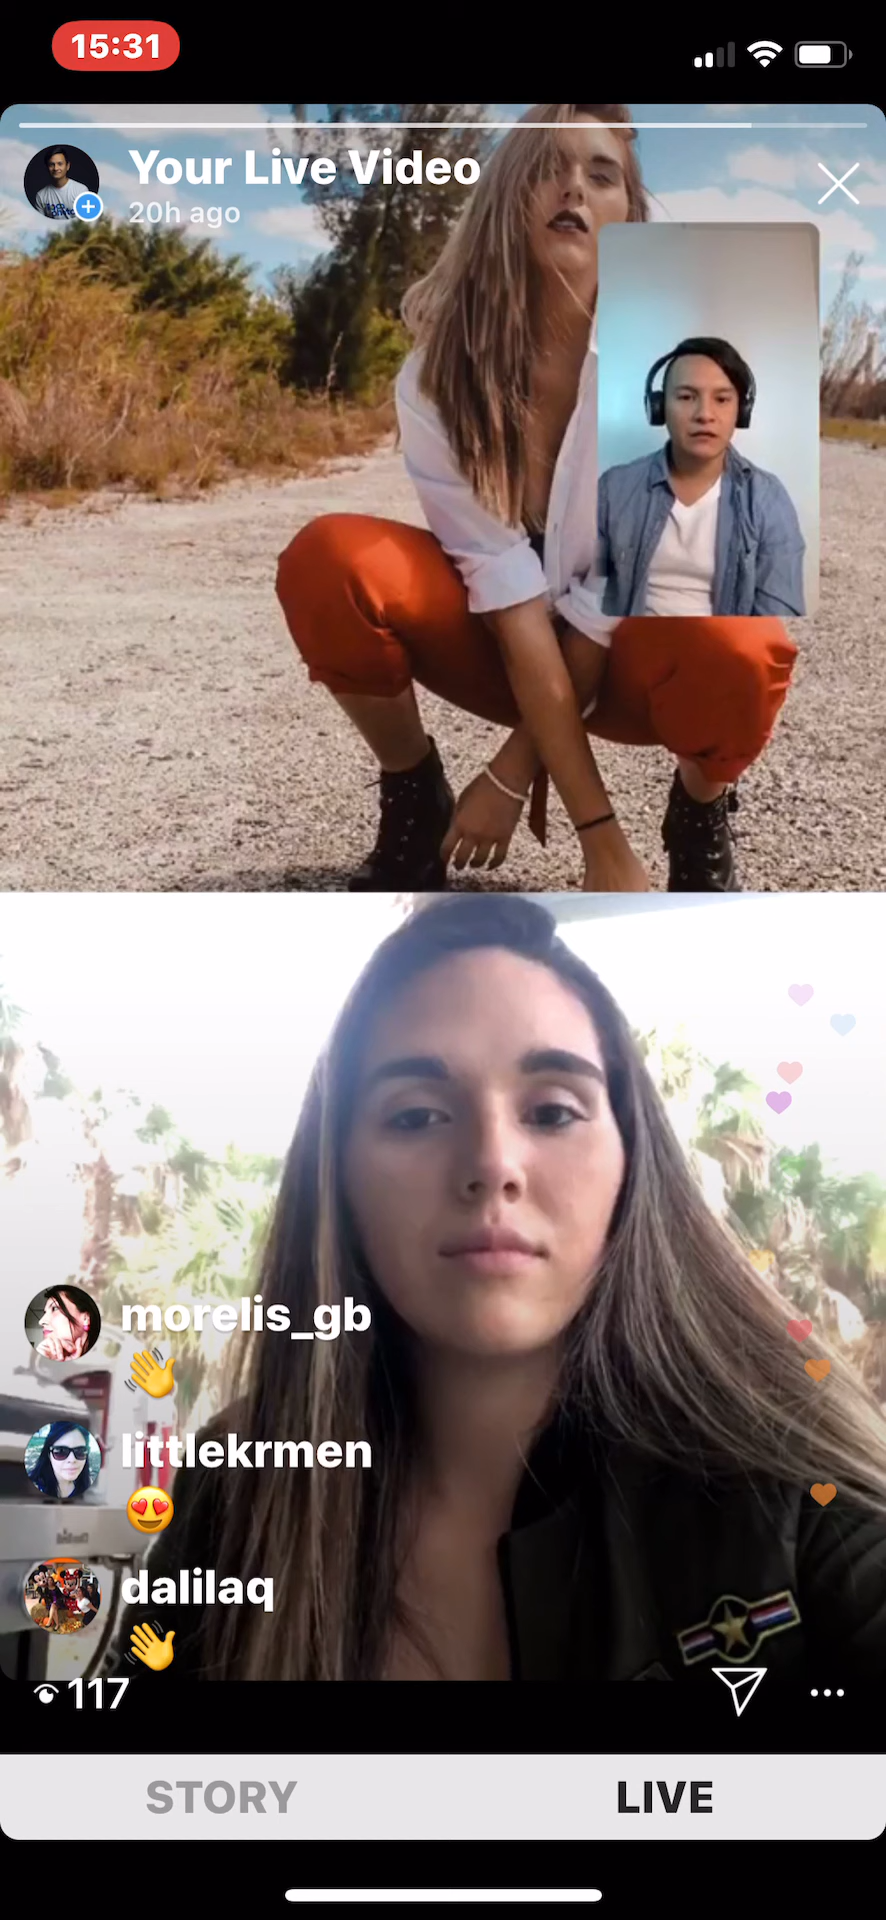 15:31
Your Live Video
20h ago
morelis_gb
👋
littlekrmen
😍
dalilaq
👋
117
STORY
LIVE